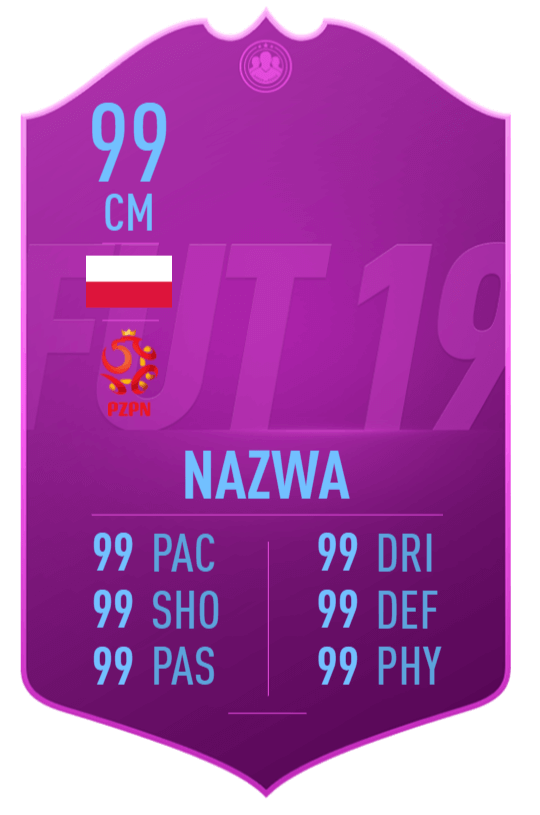 99
CM
FUT 19
PZPN
NAZWA
99 PAC
99 SHO
99 PAS
99 DRI
99 DEF
99 PHY